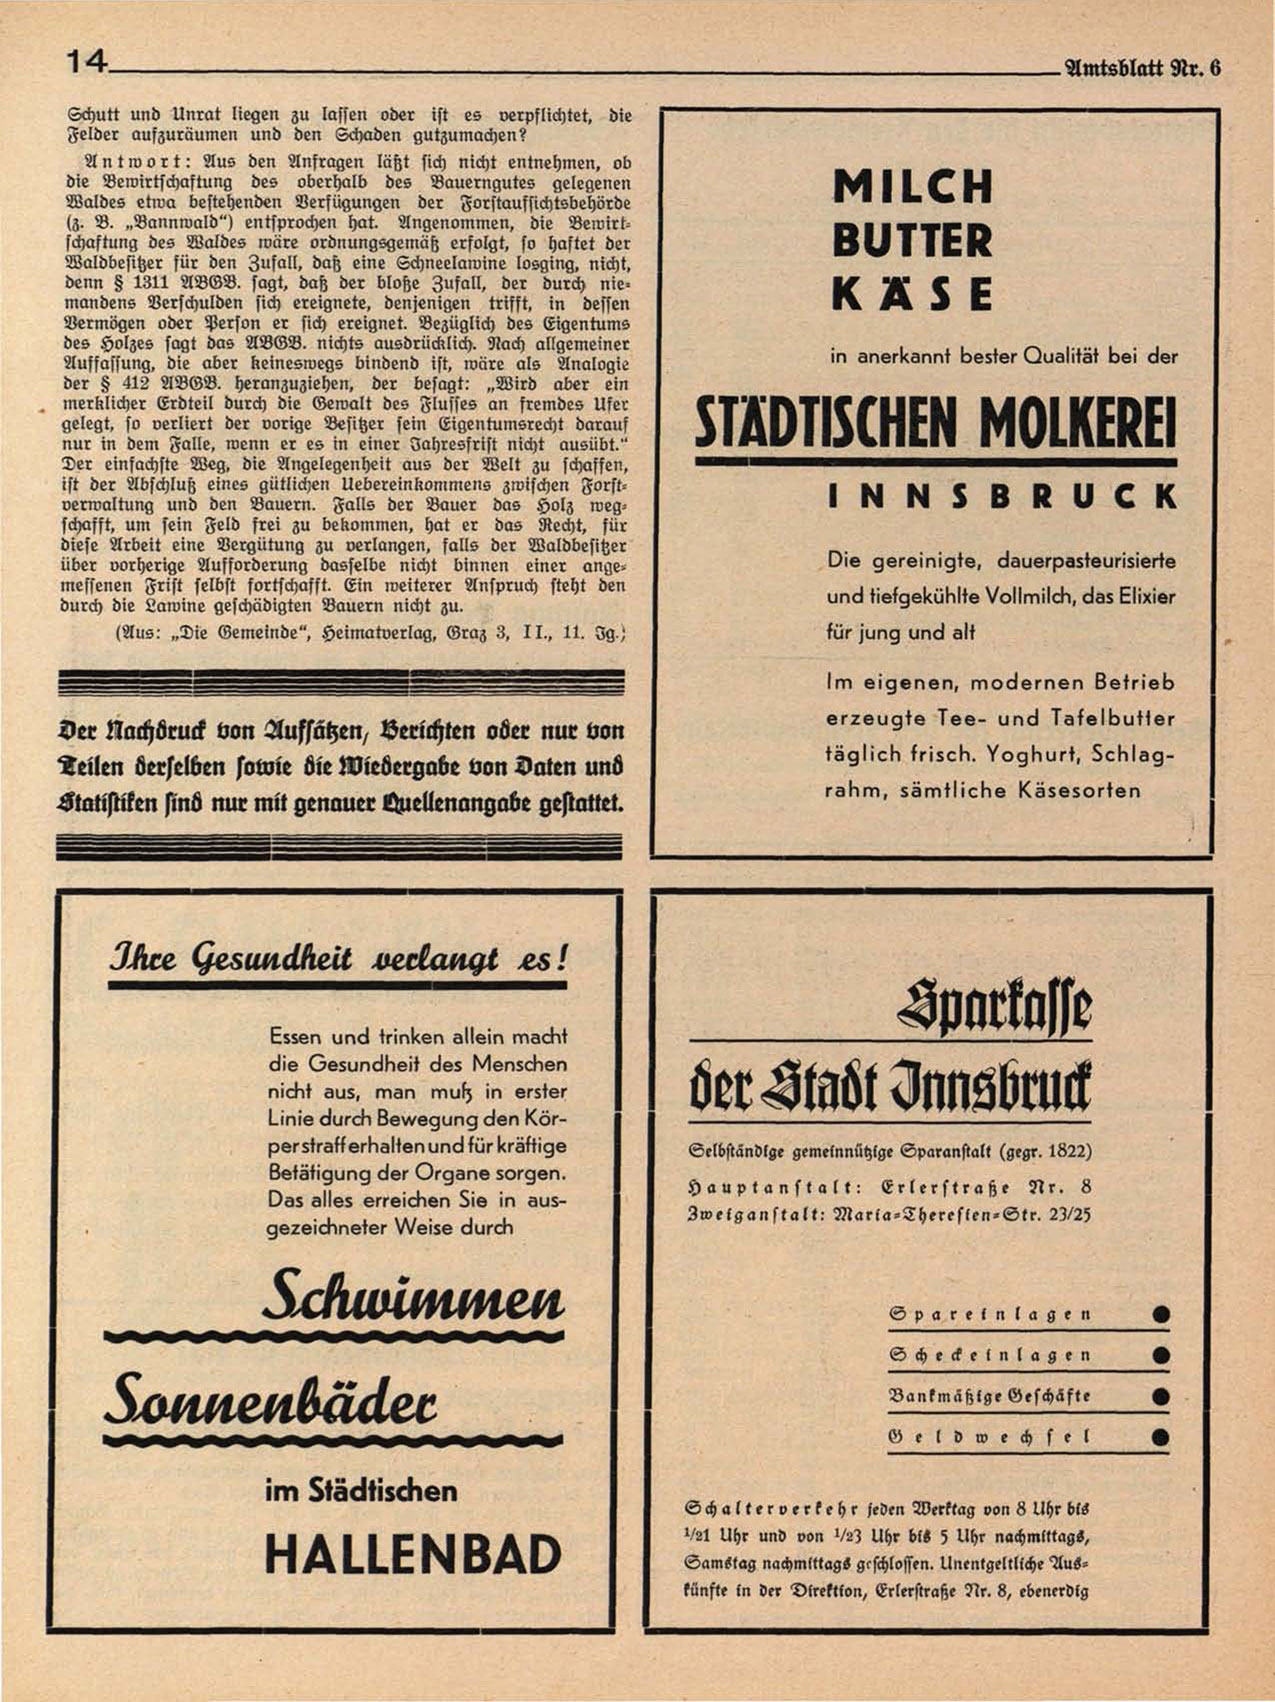 14 Amtsblatt Nr. 6
Schutt und Unrat liegen zu lassen oder ist es verpflichtet, die
Felder aufzuräumen und den Schaden gutzumachen?
Antwort: Aus den Anfragen läßt sich nicht entnehmen, ob
die Bewirtschaftung des oberhalb des Bauerngutes gelegenen
Waldes etwa bestehenden Verfügungen der Forstaufsichtsbehörde
(z. B. „Bannwald“) entsprochen hat. Angenommen, die Bewirt-
schaftung des Waldes wäre ordnungsgemäß erfolgt, so haftet der
Waldbesitzer für den Zufall, daß eine Schneelawine losging, nicht,
denn § 1311 ABGB. sagt, daß der bloße Zufall, der durch nie-
mandens Verschulden sich ereignete, denjenigen trifft, in dessen
Vermögen oder Person er sich ereignet. Bezüglich des Eigentums
des Holzes sagt das ABGB. nichts ausdrücklich. Nach allgemeiner
Auffassung, die aber keineswegs bindend ist, wäre als Analogie
der § 412 ABGB. heranzuziehen, der besagt: „Wird aber ein
merklicher Erdteil durch die Gewalt des Flusses an fremdes Ufer
gelegt, so verliert der vorige Besitzer sein Eigentumsrecht darauf
nur in dem Falle, wenn er es in einer Jahresfrist nicht ausübt.“
Der einfachste Weg, die Angelegenheit aus der Welt zu schaffen,
ist der Abschluß eines gütlichen Uebereinkommens zwischen Forst-
verwaltung und den Bauern. Falls der Bauer das Holz weg-
schafft, um sein Feld frei zu bekommen, hat er das Recht, für
diese Arbeit eine Vergütung zu verlangen, falls der Waldbesitzer
über vorherige Aufforderung dasselbe nicht binnen einer ange-
messenen Frist selbst fortschafft. Ein weiterer Anspruch steht den
durch die Lawine geschädigten Bauern nicht zu.
(Aus: „Die Gemeinde“, Heimatverlag, Graz 3, II., 11. Jg.)
Der Nachdruck von Aufsätzen, Berichten oder nur von
Teilen derselben sowie die Wiedergabe von Daten und
Statistiken sind nur mit genauer Quellenangabe gestattet.
MILCH
BUTTER
KÄSE
in anerkannt bester Qualität bei der
STÄDTISCHEN MOLKEREI
INNSBRUCK
Die gereinigte, dauerpasteurisierte
und tiefgekühlte Vollmilch, das Elixier
für jung und alt
Im eigenen, modernen Betrieb
erzeugte Tee- und Tafelbutter
täglich frisch. Yoghurt, Schlag-
rahm, sämtliche Käsesorten
Ihre Gesundheit verlangt es!
Essen und trinken allein macht
die Gesundheit des Menschen
nicht aus, man muß in erster
Linie durch Bewegung den Kör-
per straff erhalten und für kräftige
Betätigung der Organe sorgen.
Das alles erreichen Sie in aus-
gezeichneter Weise durch
Schwimmen
Sonnenbäder
im Städtischen
HALLENBAD
Sparkasse
der Stadt Innsbruck
Selbständige gemeinnützige Sparanstalt (gegr. 1822)
Hauptanstalt: Erlerstraße Nr. 8
Zweiganstalt: Maria-Theresien-Str. 23/25
Spareinlagen ●
Scheckeinlagen ●
Bankmäßige Geschäfte ●
Geldwechsel ●
Schalterverkehr jeden Werktag von 8 Uhr bis
1/21 Uhr und von 1/23 Uhr bis 5 Uhr nachmittags,
Samstag nachmittags geschlossen. Unentgeltliche Aus-
künfte in der Direktion, Erlerstraße Nr. 8, ebenerdig